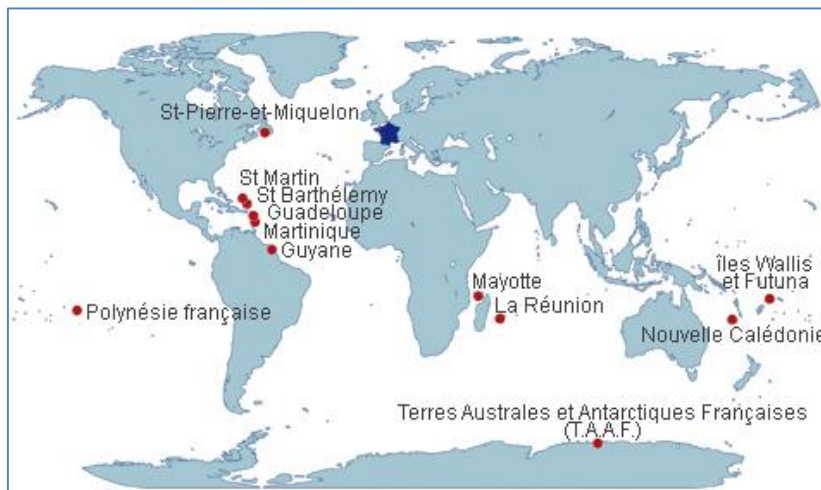 St-Pierre-et-Miquelon
St Martin
St Barthélemy
Guadeloupe
Martinique
Guyane
Polynésie française
Mayotte
La Réunion
îles Wallis
et Futuna
Nouvelle Calédonie
Terres Australes et Antarctiques Françaises
(T.A.A.F.)